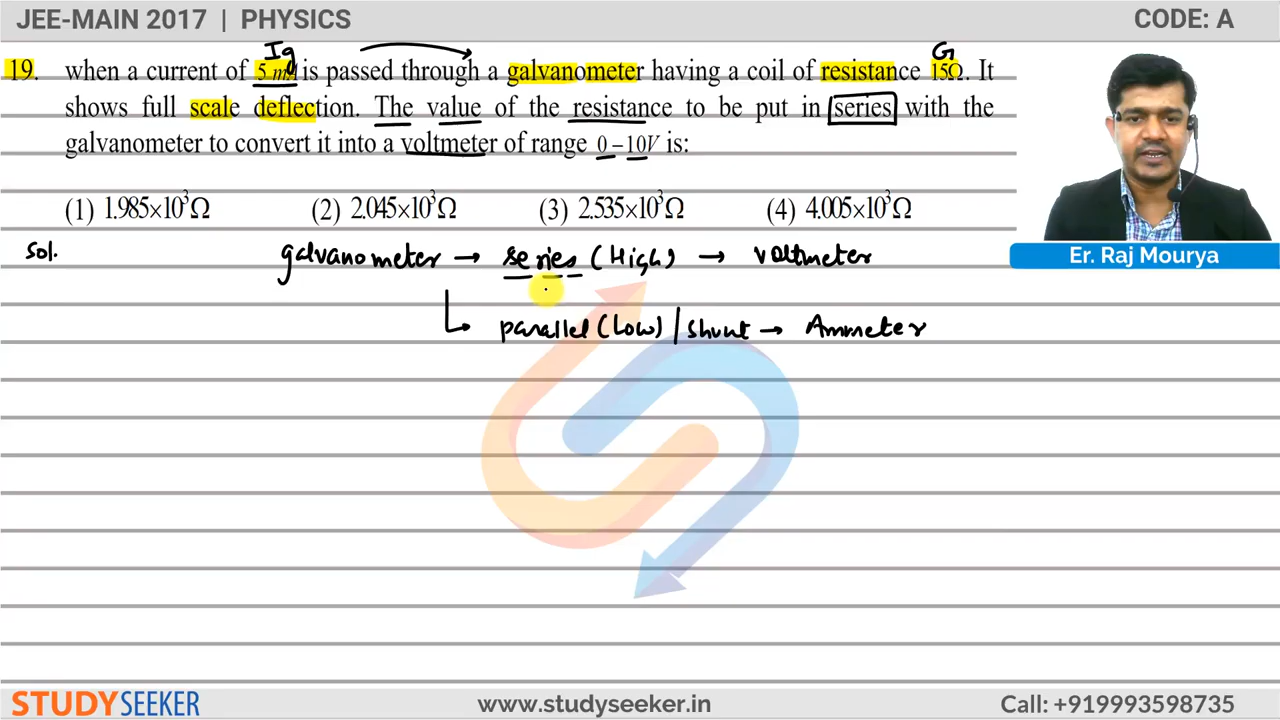 JEE-MAIN 2017 | PHYSICS
CODE: A
Ig
G
19. when a current of 5 mA is passed through a galvanometer having a coil of resistance 15Ω. It
shows full scale deflection. The value of the resistance to be put in series with the
galvanometer to convert it into a voltmeter of range 0–10V is:
(1) 1.985×10³Ω (2) 2.045×10³Ω (3) 2.535×10³Ω (4) 4.005×10³Ω
Sol. galvanometer → series (High) → voltmeter
Er. Raj Mourya
parallel (Low) / shunt → Ammeter
STUDYSEEKER
www.studyseeker.in
Call: +919993598735